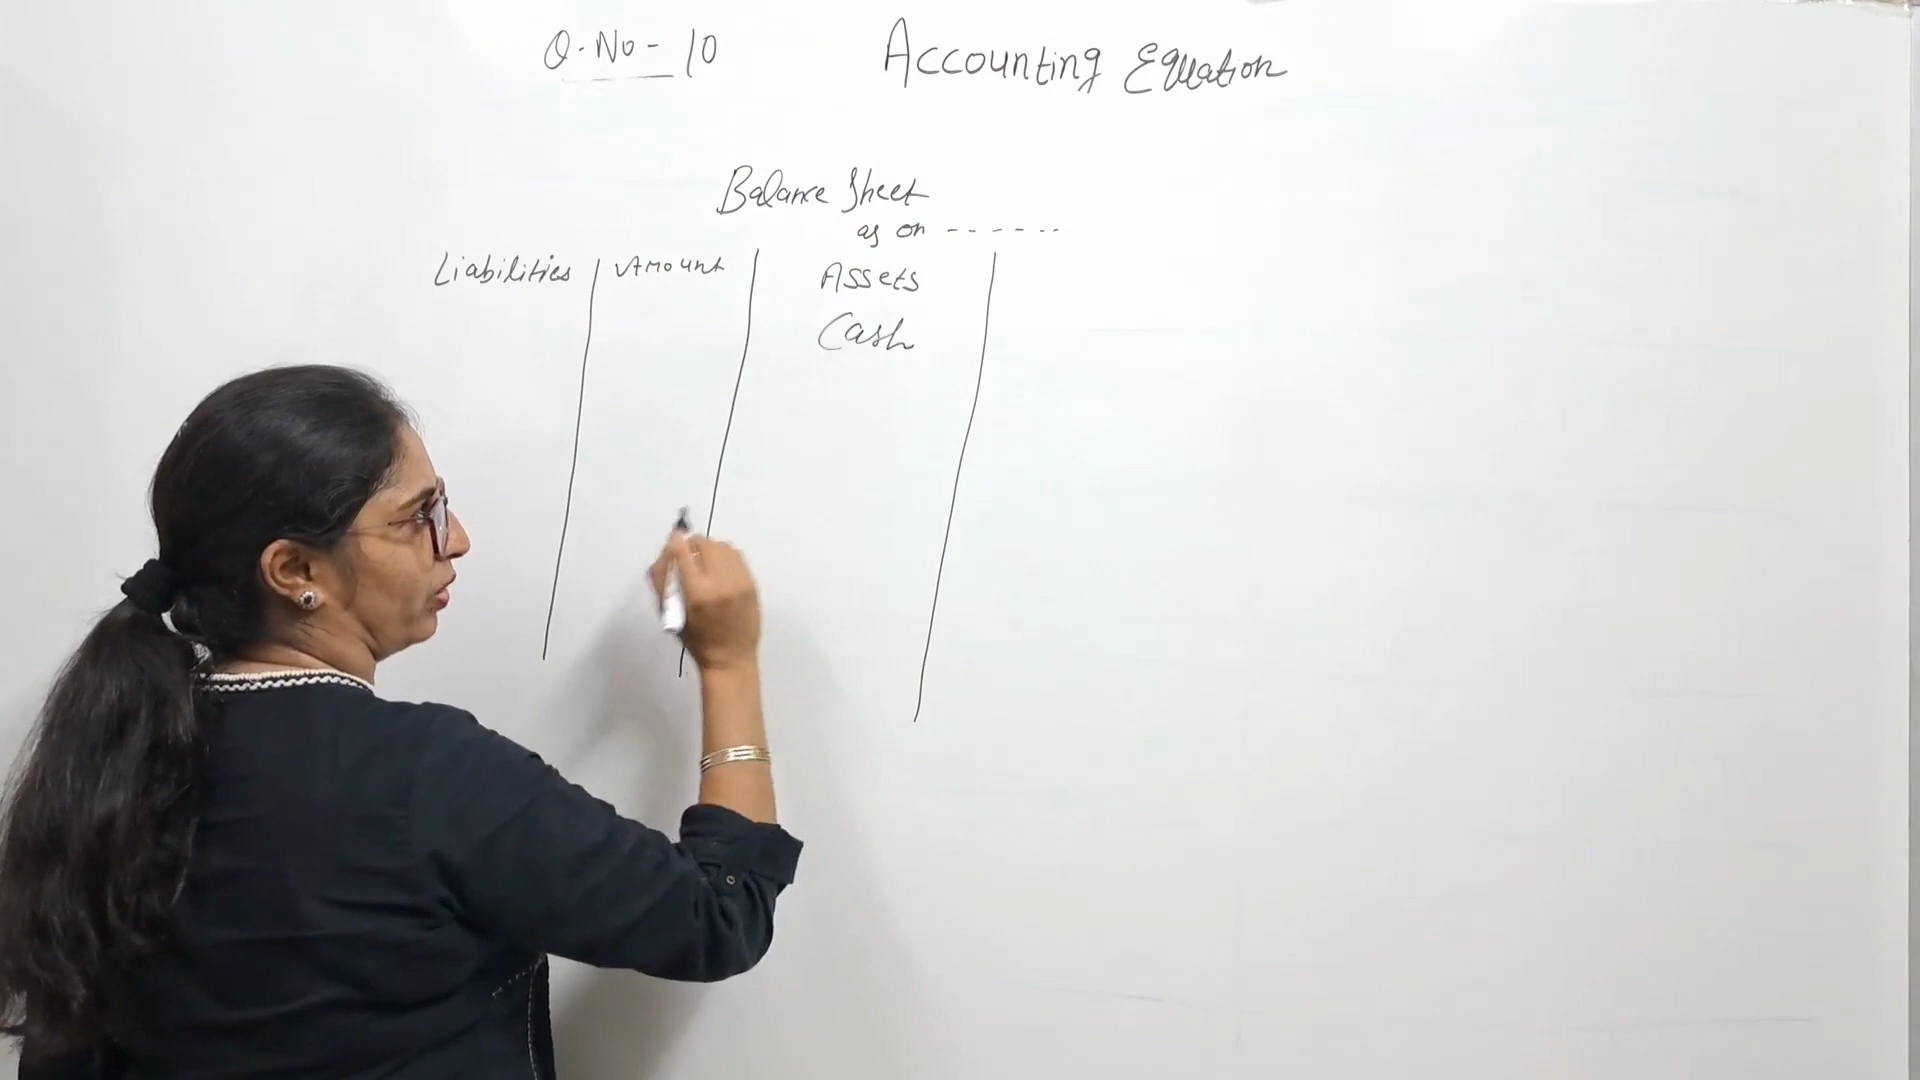 Q. No - 10 Accounting Equation
Balance Sheet
as on - - - - - -
Liabilities Amount Assets
Cash